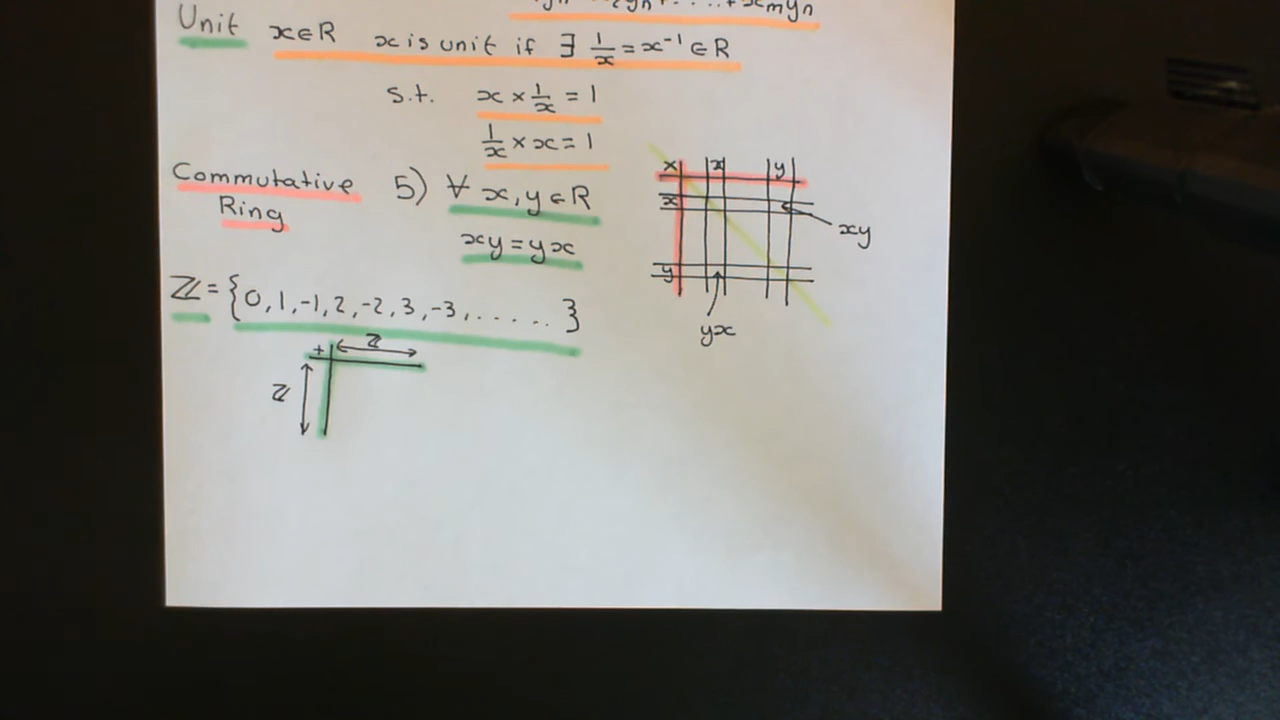 Unit x∈R x is unit if ∃ 1/x = x⁻¹ ∈ R
s.t. x × 1/x = 1
1/x × x = 1
Commutative Ring
5) ∀ x, y ∈ R
xy = yx
× x y
x
y
xy
yx
ℤ = {0, 1, -1, 2, -2, 3, -3, ..... }
+ ℤ
ℤ